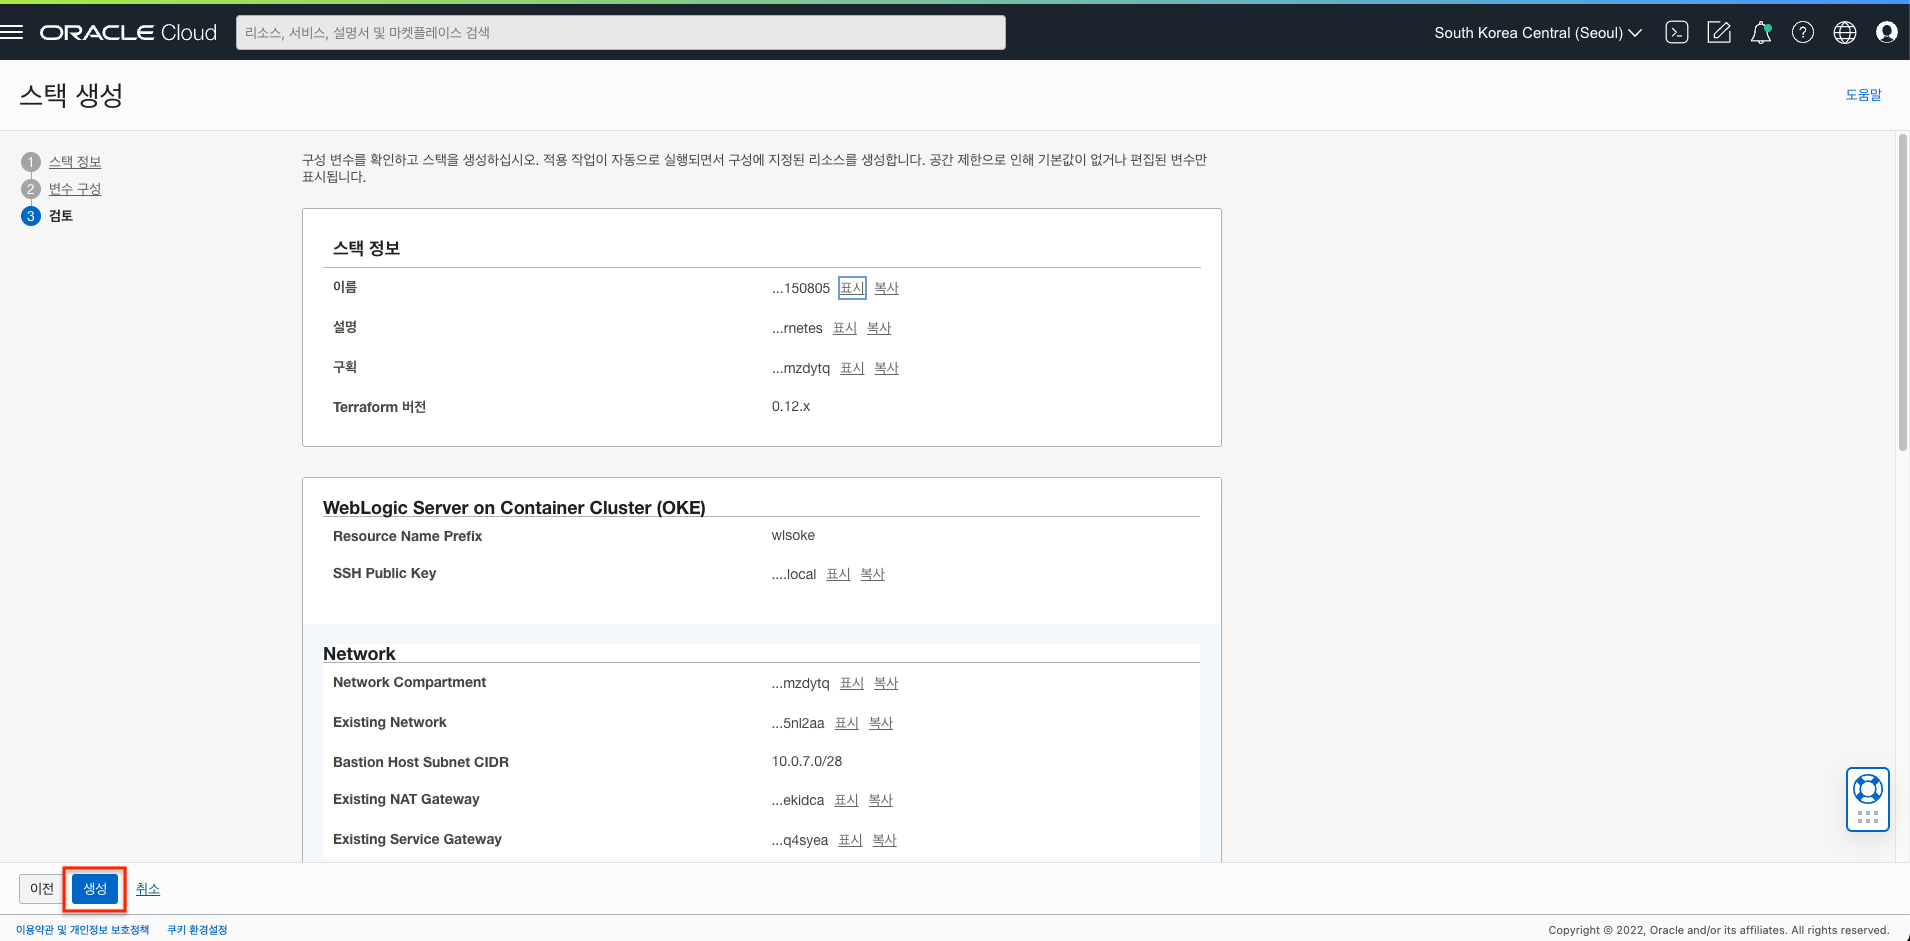 ORACLE Cloud
리소스, 서비스, 설명서 및 마켓플레이스 검색
South Korea Central (Seoul)
스택 생성
도움말
1 스택 정보
2 변수 구성
3 검토
구성 변수를 확인하고 스택을 생성하십시오. 적용 작업이 자동으로 실행되면서 구성에 지정된 리소스를 생성합니다. 공간 제한으로 인해 기본값이 없거나 편집된 변수만
표시됩니다.
스택 정보
이름 ...150805 표시 복사
설명 ...rnetes 표시 복사
구획 ...mzdytq 표시 복사
Terraform 버전 0.12.x
WebLogic Server on Container Cluster (OKE)
Resource Name Prefix wlsoke
SSH Public Key ....local 표시 복사
Network
Network Compartment ...mzdytq 표시 복사
Existing Network ...5nl2aa 표시 복사
Bastion Host Subnet CIDR 10.0.7.0/28
Existing NAT Gateway ...ekidca 표시 복사
Existing Service Gateway ...q4syea 표시 복사
이전 생성 취소
이용약관 및 개인정보 보호정책 쿠키 환경설정
Copyright © 2022, Oracle and/or its affiliates. All rights reserved.